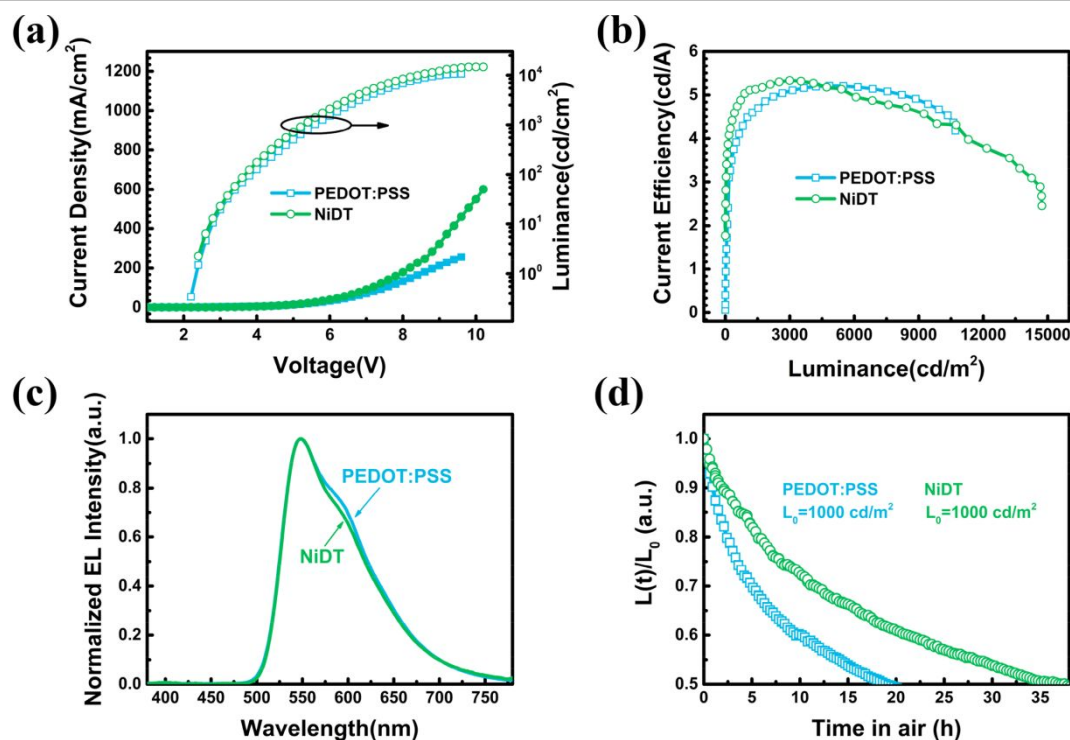 (a)
Current Density(mA/cm²)
1200
1000
800
600
400
200
0
10⁴
10³
10²
10¹
10⁰
Luminance(cd/cm²)
PEDOT:PSS
NiDT
2 4 6 8 10
Voltage(V)
(b)
Current Efficiency(cd/A)
6
5
4
3
2
1
0
PEDOT:PSS
NiDT
0 3000 6000 9000 12000 15000
Luminance(cd/m²)
(c)
Normalized EL Intensity(a.u.)
1.0
0.8
0.6
0.4
0.2
0.0
PEDOT:PSS
NiDT
400 450 500 550 600 650 700 750
Wavelength(nm)
(d)
L(t)/L₀ (a.u.)
1.0
0.9
0.8
0.7
0.6
0.5
PEDOT:PSS NiDT
L₀=1000 cd/m² L₀=1000 cd/m²
0 5 10 15 20 25 30 35
Time in air (h)